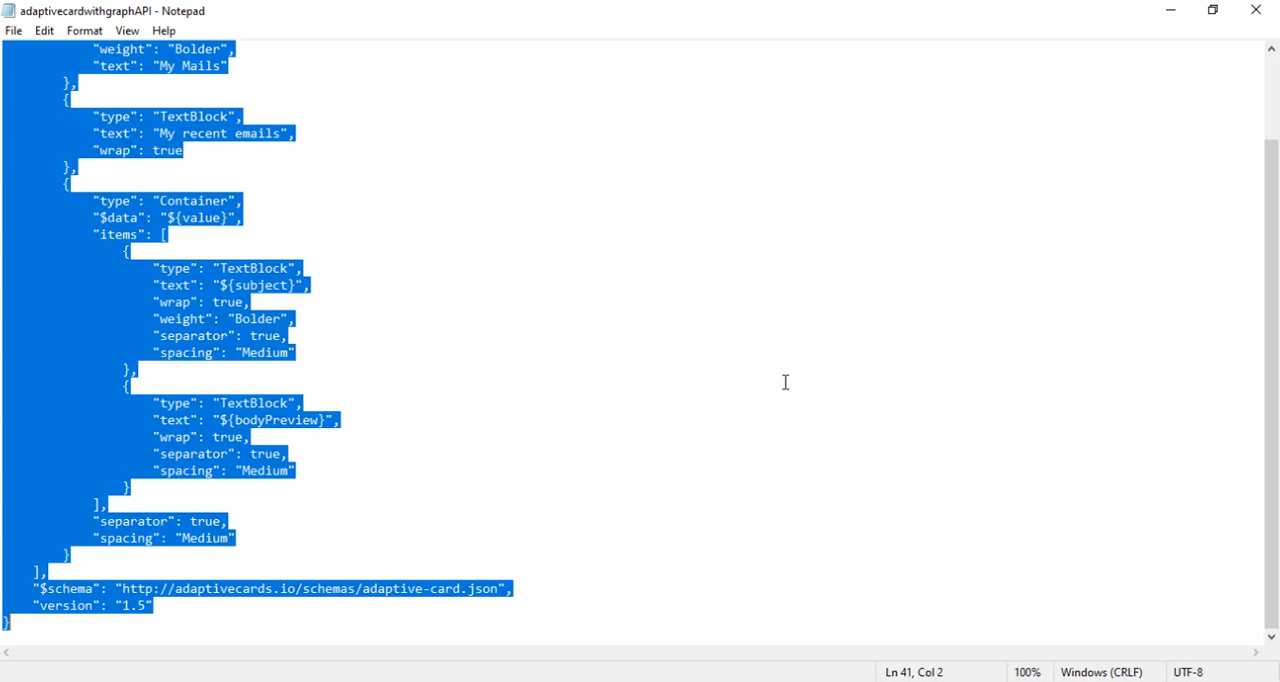 adaptivecardwithgraphAPI - Notepad
File Edit Format View Help
"weight": "Bolder",
"text": "My Mails"
},
{
"type": "TextBlock",
"text": "My recent emails",
"wrap": true
},
{
"type": "Container",
"$data": "${value}",
"items": [
{
"type": "TextBlock",
"text": "${subject}",
"wrap": true,
"weight": "Bolder",
"separator": true,
"spacing": "Medium"
},
{
"type": "TextBlock",
"text": "${bodyPreview}",
"wrap": true,
"separator": true,
"spacing": "Medium"
}
],
"separator": true,
"spacing": "Medium"
}
],
"$schema": "http://adaptivecards.io/schemas/adaptive-card.json",
"version": "1.5"
}
Ln 41, Col 2 100% Windows (CRLF) UTF-8